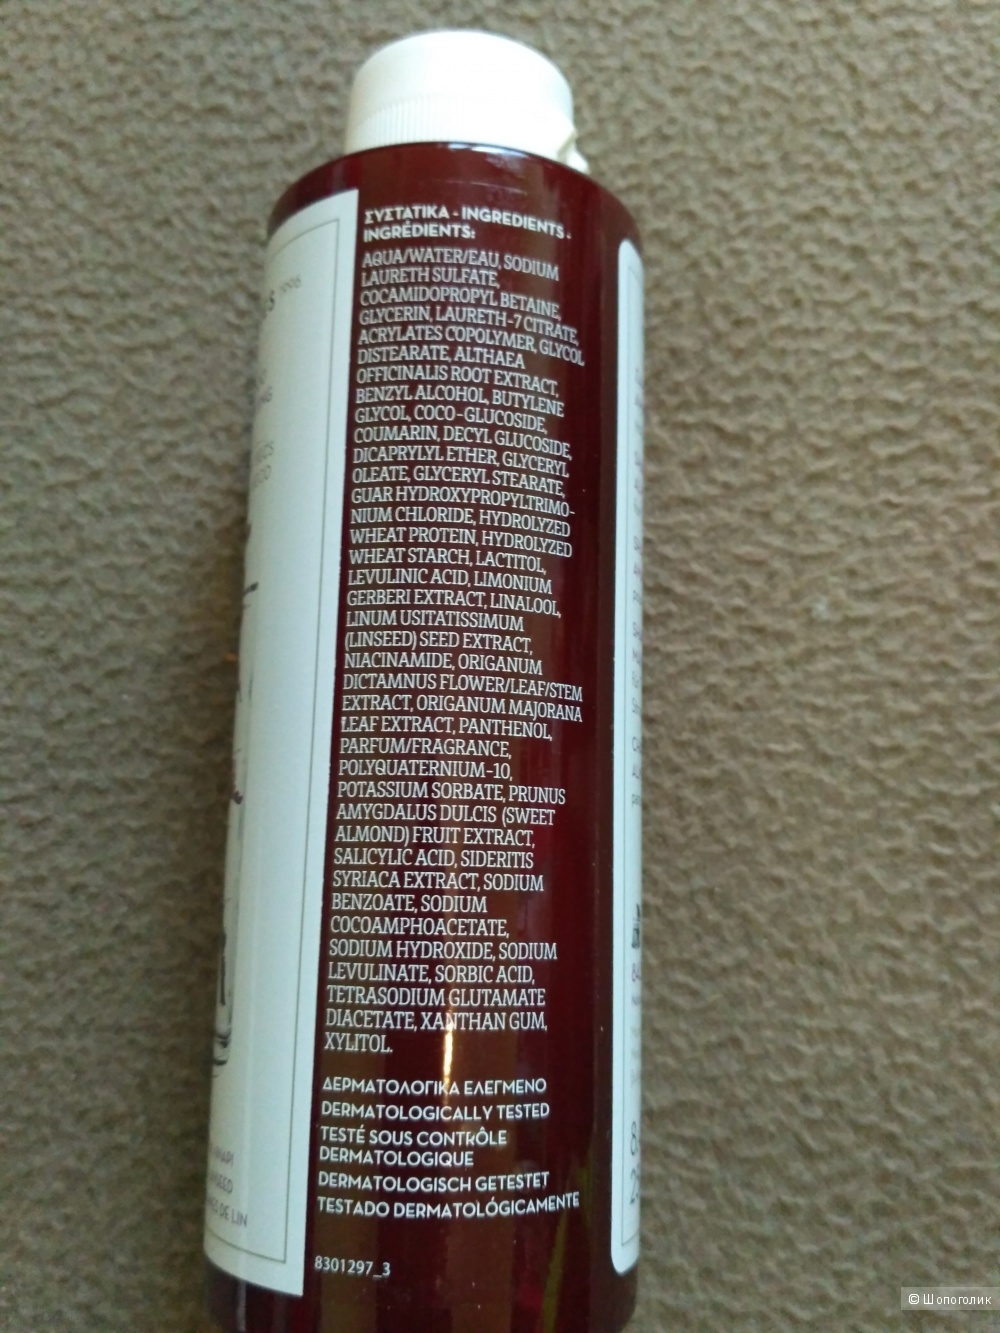 ΣΥΣΤΑΤΙΚΑ - INGREDIENTS -
INGRÉDIENTS:
AQUA/WATER/EAU, SODIUM
LAURETH SULFATE,
COCAMIDOPROPYL BETAINE,
GLYCERIN, LAURETH-7 CITRATE,
ACRYLATES COPOLYMER, GLYCOL
DISTEARATE, ALTHAEA
OFFICINALIS ROOT EXTRACT,
BENZYL ALCOHOL, BUTYLENE
GLYCOL, COCO-GLUCOSIDE,
COUMARIN, DECYL GLUCOSIDE,
DICAPRYLYL ETHER, GLYCERYL
OLEATE, GLYCERYL STEARATE,
GUAR HYDROXYPROPYLTRIMO-
NIUM CHLORIDE, HYDROLYZED
WHEAT PROTEIN, HYDROLYZED
WHEAT STARCH, LACTITOL,
LEVULINIC ACID, LIMONIUM
GERBERI EXTRACT, LINALOOL,
LINUM USITATISSIMUM
(LINSEED) SEED EXTRACT,
NIACINAMIDE, ORIGANUM
DICTAMNUS FLOWER/LEAF/STEM
EXTRACT, ORIGANUM MAJORANA
LEAF EXTRACT, PANTHENOL,
PARFUM/FRAGRANCE,
POLYQUATERNIUM-10,
POTASSIUM SORBATE, PRUNUS
AMYGDALUS DULCIS (SWEET
ALMOND) FRUIT EXTRACT,
SALICYLIC ACID, SIDERITIS
SYRIACA EXTRACT, SODIUM
BENZOATE, SODIUM
COCOAMPHOACETATE,
SODIUM HYDROXIDE, SODIUM
LEVULINATE, SORBIC ACID,
TETRASODIUM GLUTAMATE
DIACETATE, XANTHAN GUM,
XYLITOL.
ΔΕΡΜΑΤΟΛΟΓΙΚΑ ΕΛΕΓΜΕΝΟ
DERMATOLOGICALLY TESTED
TESTÉ SOUS CONTRÔLE
DERMATOLOGIQUE
DERMATOLOGISCH GETESTET
TESTADO DERMATOLÓGICAMENTE
8301297_3
DE LIN
© Шопоголик